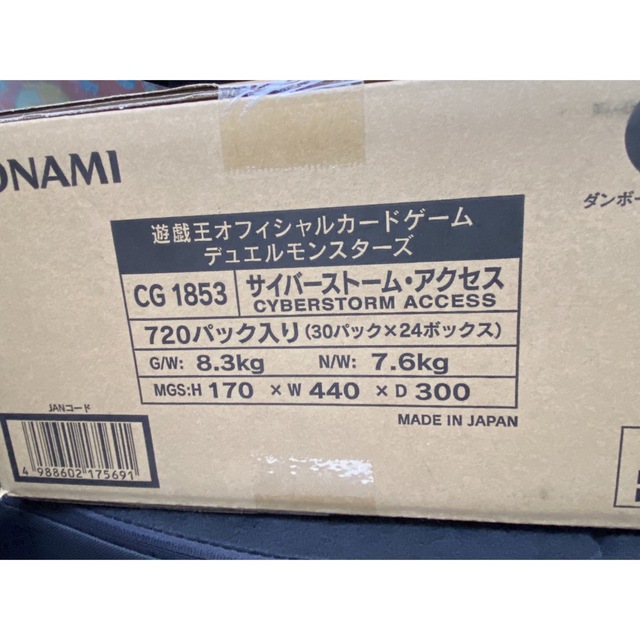 ONAMI
ダンボー
遊戯王オフィシャルカードゲーム
デュエルモンスターズ
CG 1853
サイバーストーム・アクセス
CYBERSTORM ACCESS
720パック入り(30パック×24ボックス)
G/W: 8.3kg N/W: 7.6kg
MGS:H 170 × W 440 × D 300
MADE IN JAPAN
JANコード
4 988602 175691